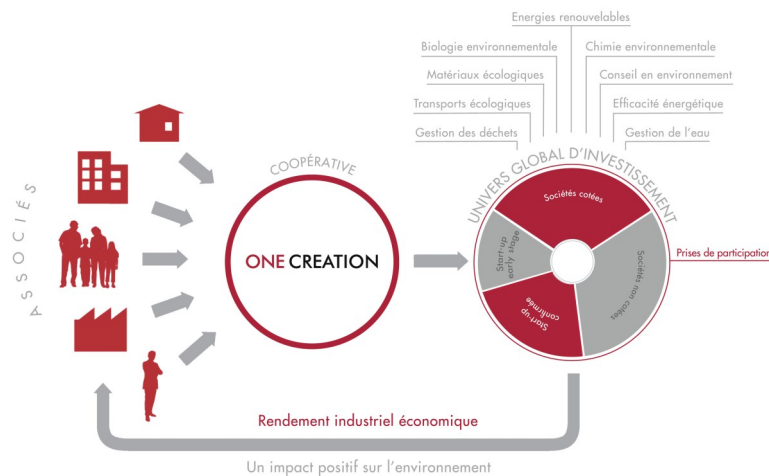 Energies renouvelables
Biologie environnementale
Chimie environnementale
Matériaux écologiques
Conseil en environnement
Transports écologiques
Efficacité énergétique
Gestion des déchets
Gestion de l'eau
ASSOCIÉS
COOPÉRATIVE
ONE CREATION
UNIVERS GLOBAL D'INVESTISSEMENT
Sociétés cotées
Start-up
early stage
Sociétés non cotées
Start-up
confirmée
Prises de participation
Rendement industriel économique
Un impact positif sur l'environnement